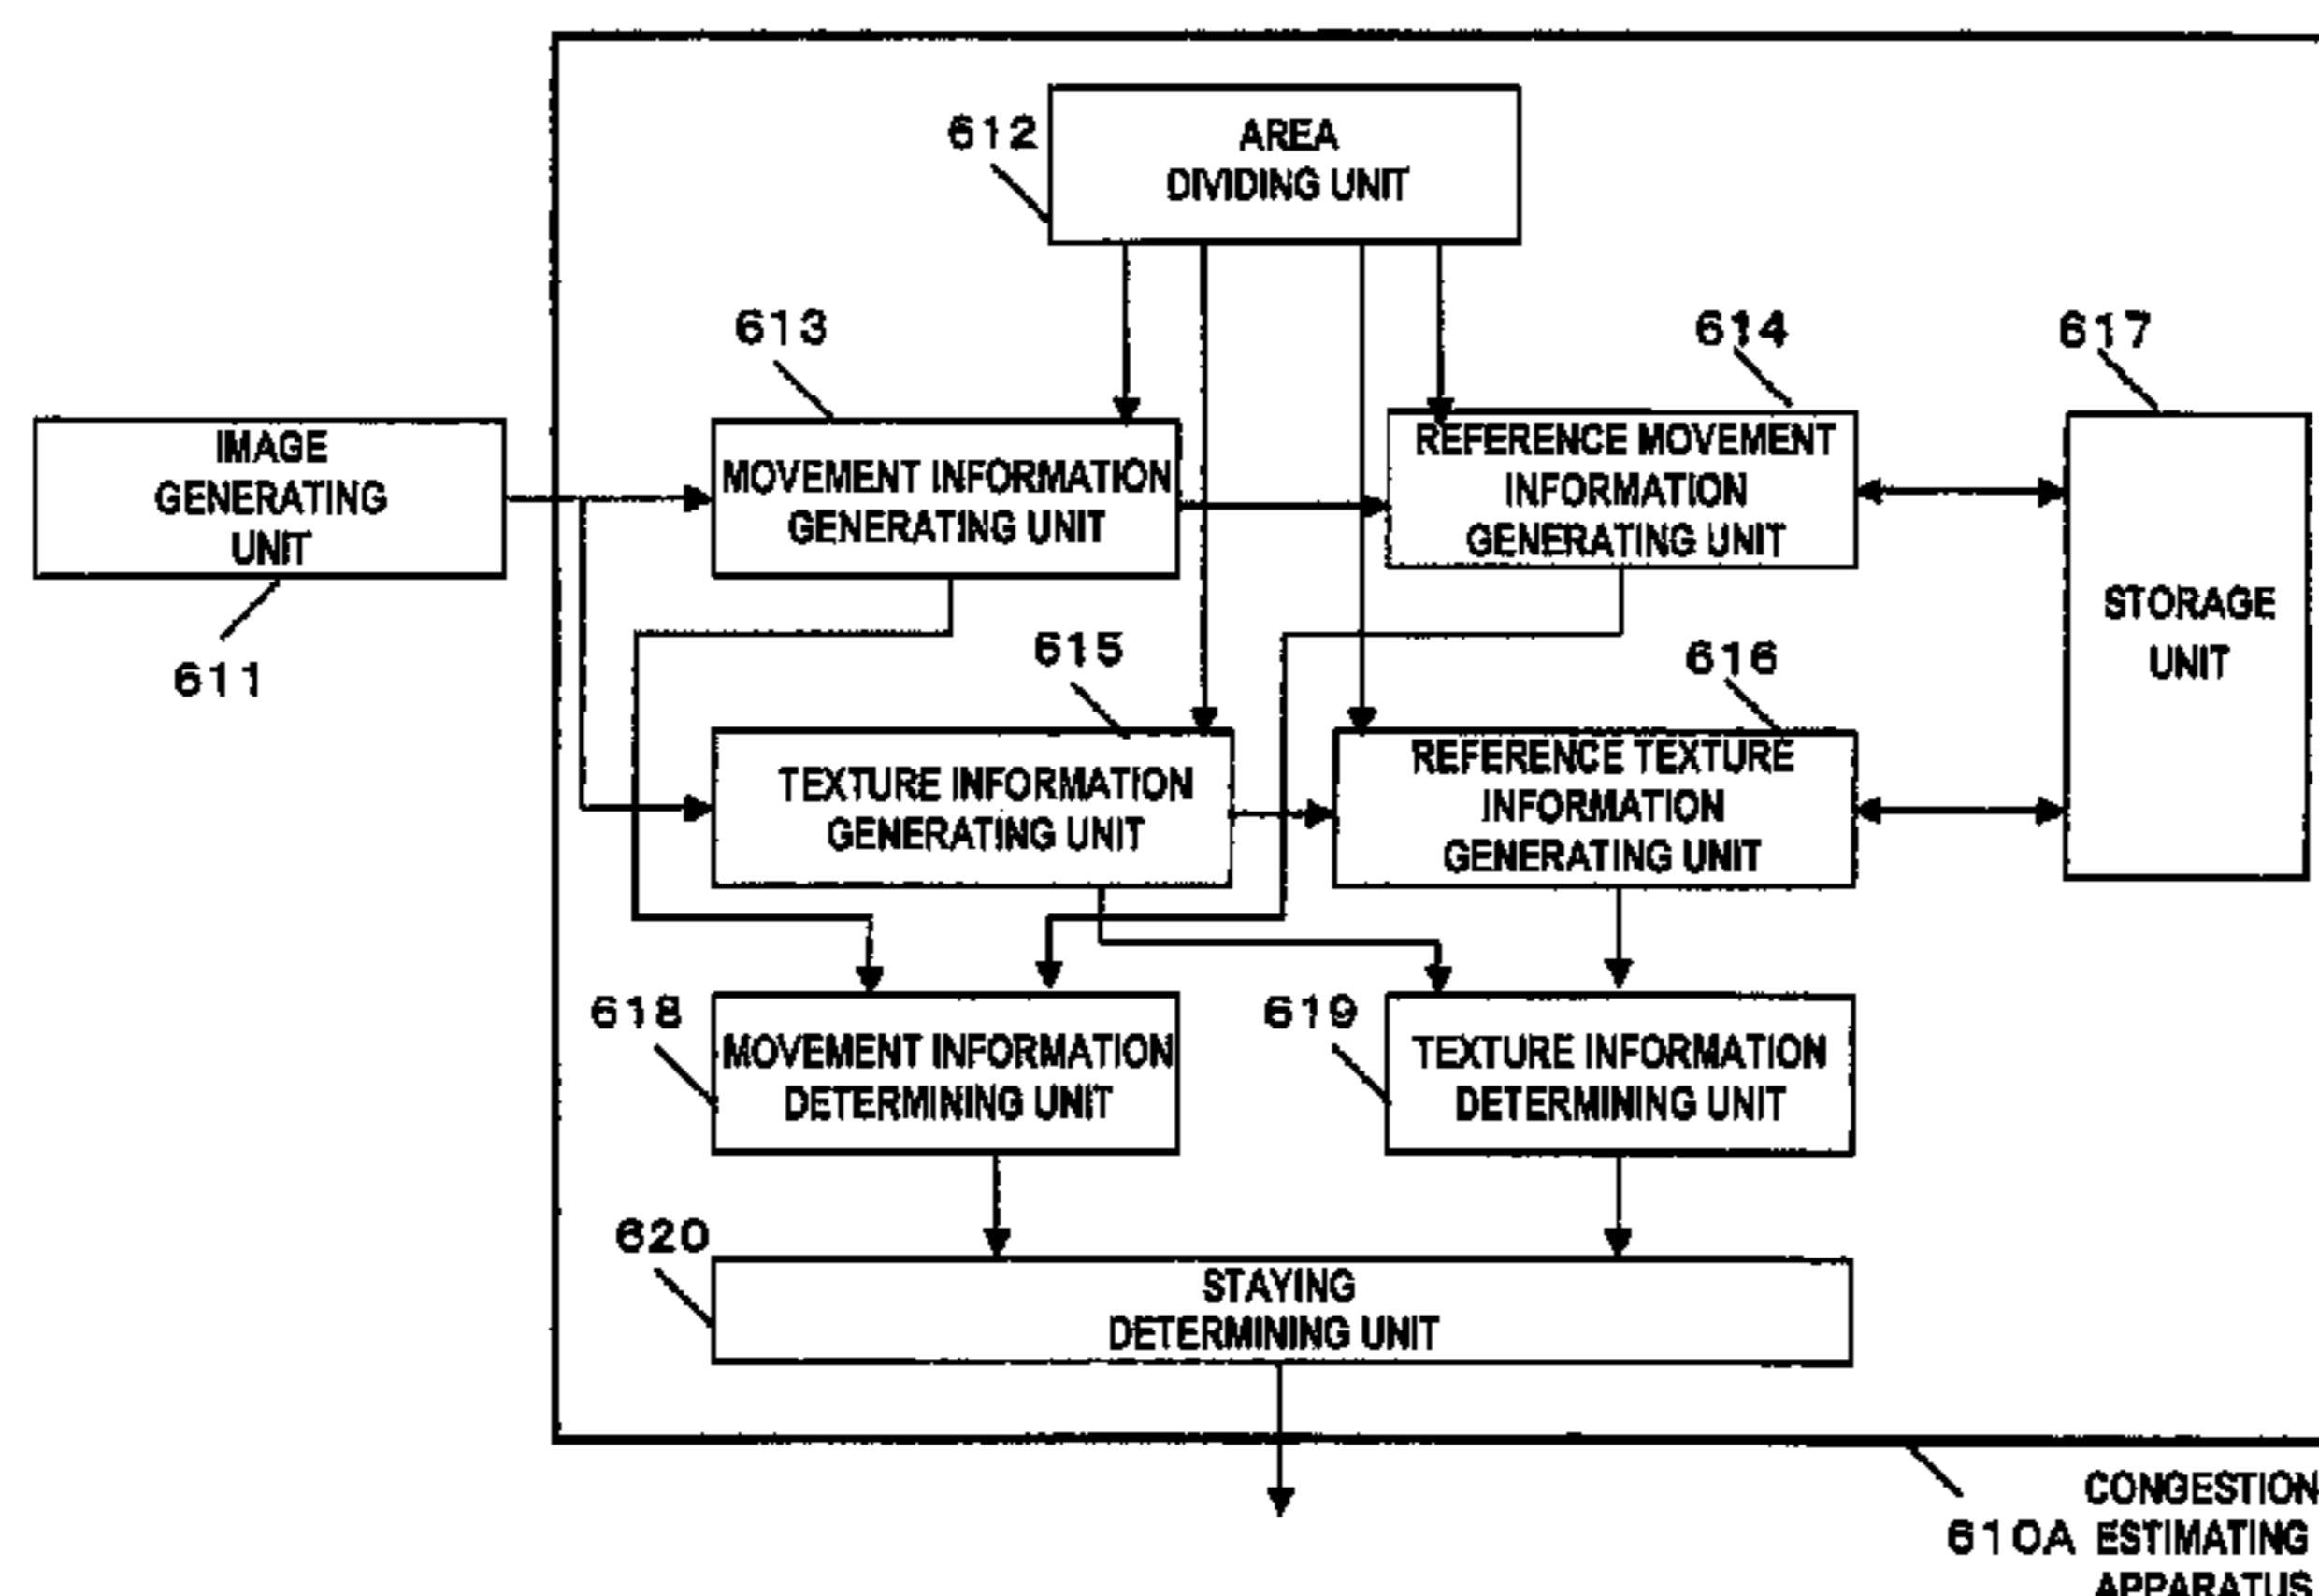 612
AREA
DIVIDING UNIT
613
614
617
IMAGE
GENERATING
UNIT
611
MOVEMENT INFORMATION
GENERATING UNIT
REFERENCE MOVEMENT
INFORMATION
GENERATING UNIT
STORAGE
UNIT
615
616
TEXTURE INFORMATION
GENERATING UNIT
REFERENCE TEXTURE
INFORMATION
GENERATING UNIT
618
MOVEMENT INFORMATION
DETERMINING UNIT
619
TEXTURE INFORMATION
DETERMINING UNIT
620
STAYING
DETERMINING UNIT
CONGESTION
610A ESTIMATING
APPARATUS